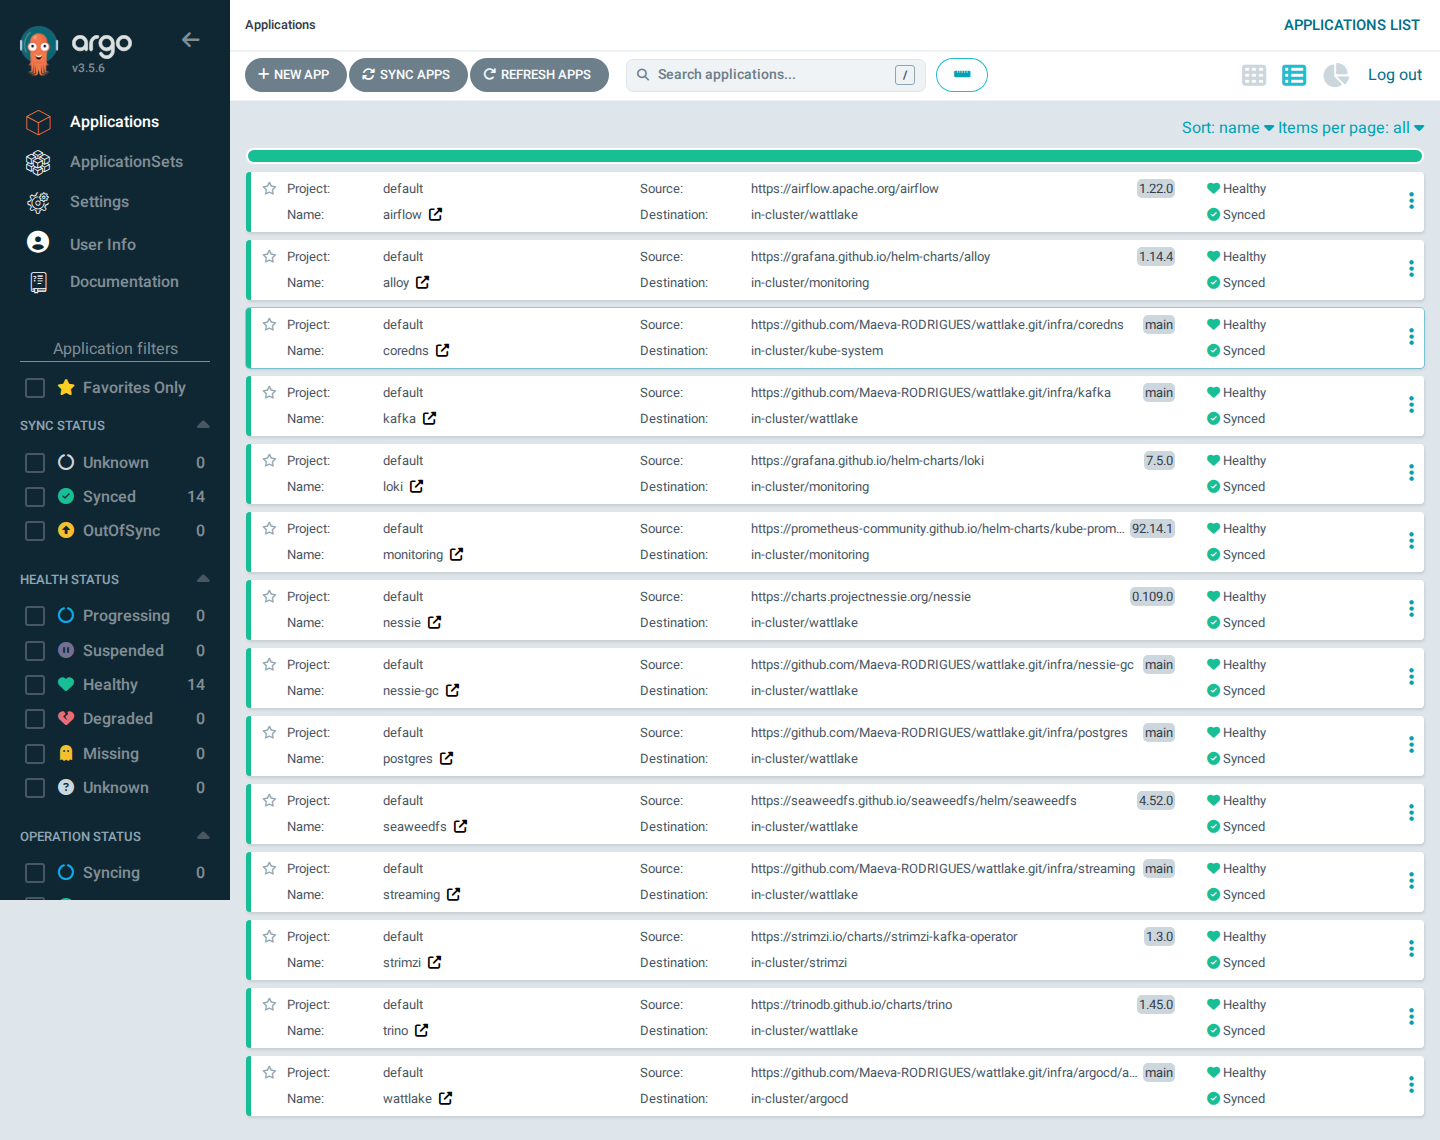 argo
v3.5.6
Applications
ApplicationSets
Settings
User Info
Documentation
Application filters
Favorites Only
SYNC STATUS
Unknown 0
Synced 14
OutOfSync 0
HEALTH STATUS
Progressing 0
Suspended 0
Healthy 14
Degraded 0
Missing 0
Unknown 0
OPERATION STATUS
Syncing 0
Applications
APPLICATIONS LIST
NEW APP SYNC APPS REFRESH APPS Search applications... / Log out
Sort: name Items per page: all
Project: default Source: https://airflow.apache.org/airflow 1.22.0 Healthy
Name: airflow Destination: in-cluster/wattlake Synced
Project: default Source: https://grafana.github.io/helm-charts/alloy 1.14.4 Healthy
Name: alloy Destination: in-cluster/monitoring Synced
Project: default Source: https://github.com/Maeva-RODRIGUES/wattlake.git/infra/coredns main Healthy
Name: coredns Destination: in-cluster/kube-system Synced
Project: default Source: https://github.com/Maeva-RODRIGUES/wattlake.git/infra/kafka main Healthy
Name: kafka Destination: in-cluster/wattlake Synced
Project: default Source: https://grafana.github.io/helm-charts/loki 7.5.0 Healthy
Name: loki Destination: in-cluster/monitoring Synced
Project: default Source: https://prometheus-community.github.io/helm-charts/kube-prom... 92.14.1 Healthy
Name: monitoring Destination: in-cluster/monitoring Synced
Project: default Source: https://charts.projectnessie.org/nessie 0.109.0 Healthy
Name: nessie Destination: in-cluster/wattlake Synced
Project: default Source: https://github.com/Maeva-RODRIGUES/wattlake.git/infra/nessie-gc main Healthy
Name: nessie-gc Destination: in-cluster/wattlake Synced
Project: default Source: https://github.com/Maeva-RODRIGUES/wattlake.git/infra/postgres main Healthy
Name: postgres Destination: in-cluster/wattlake Synced
Project: default Source: https://seaweedfs.github.io/seaweedfs/helm/seaweedfs 4.52.0 Healthy
Name: seaweedfs Destination: in-cluster/wattlake Synced
Project: default Source: https://github.com/Maeva-RODRIGUES/wattlake.git/infra/streaming main Healthy
Name: streaming Destination: in-cluster/wattlake Synced
Project: default Source: https://strimzi.io/charts//strimzi-kafka-operator 1.3.0 Healthy
Name: strimzi Destination: in-cluster/strimzi Synced
Project: default Source: https://trinodb.github.io/charts/trino 1.45.0 Healthy
Name: trino Destination: in-cluster/wattlake Synced
Project: default Source: https://github.com/Maeva-RODRIGUES/wattlake.git/infra/argocd/a... main Healthy
Name: wattlake Destination: in-cluster/argocd Synced